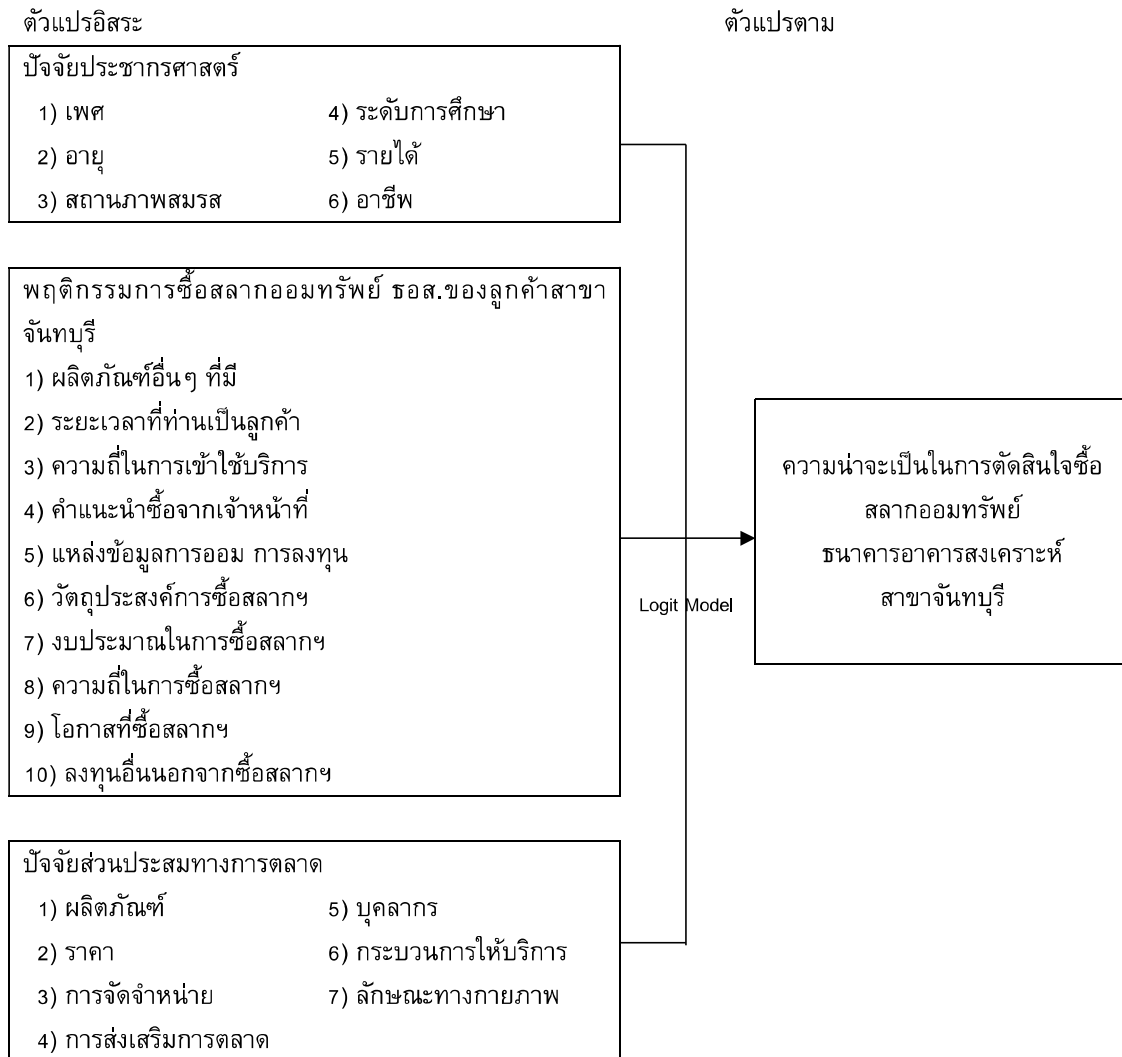 ตัวแปรอิสระ
ตัวแปรตาม
ปัจจัยประชากรศาสตร์
1) เพศ
2) อายุ
3) สถานภาพสมรส
4) ระดับการศึกษา
5) รายได้
6) อาชีพ
พฤติกรรมการซื้อสลากออมทรัพย์ ธอส.ของลูกค้าสาขา
จันทบุรี
1) ผลิตภัณฑ์อื่นๆ ที่มี
2) ระยะเวลาที่ท่านเป็นลูกค้า
3) ความถี่ในการเข้าใช้บริการ
4) คำแนะนำซื้อจากเจ้าหน้าที่
5) แหล่งข้อมูลการออม การลงทุน
6) วัตถุประสงค์การซื้อสลากฯ
7) งบประมาณในการซื้อสลากฯ
8) ความถี่ในการซื้อสลากฯ
9) โอกาสที่ซื้อสลากฯ
10) ลงทุนอื่นนอกจากซื้อสลากฯ
Logit Model
ความน่าจะเป็นในการตัดสินใจซื้อ
สลากออมทรัพย์
ธนาคารอาคารสงเคราะห์
สาขาจันทบุรี
ปัจจัยส่วนประสมทางการตลาด
1) ผลิตภัณฑ์
2) ราคา
3) การจัดจำหน่าย
4) การส่งเสริมการตลาด
5) บุคลากร
6) กระบวนการให้บริการ
7) ลักษณะทางกายภาพ